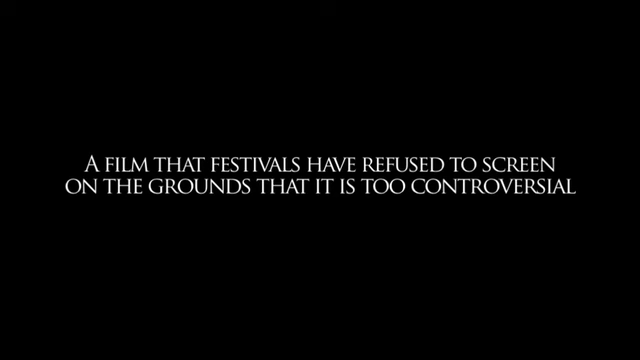 A FILM THAT FESTIVALS HAVE REFUSED TO SCREEN
ON THE GROUNDS THAT IT IS TOO CONTROVERSIAL